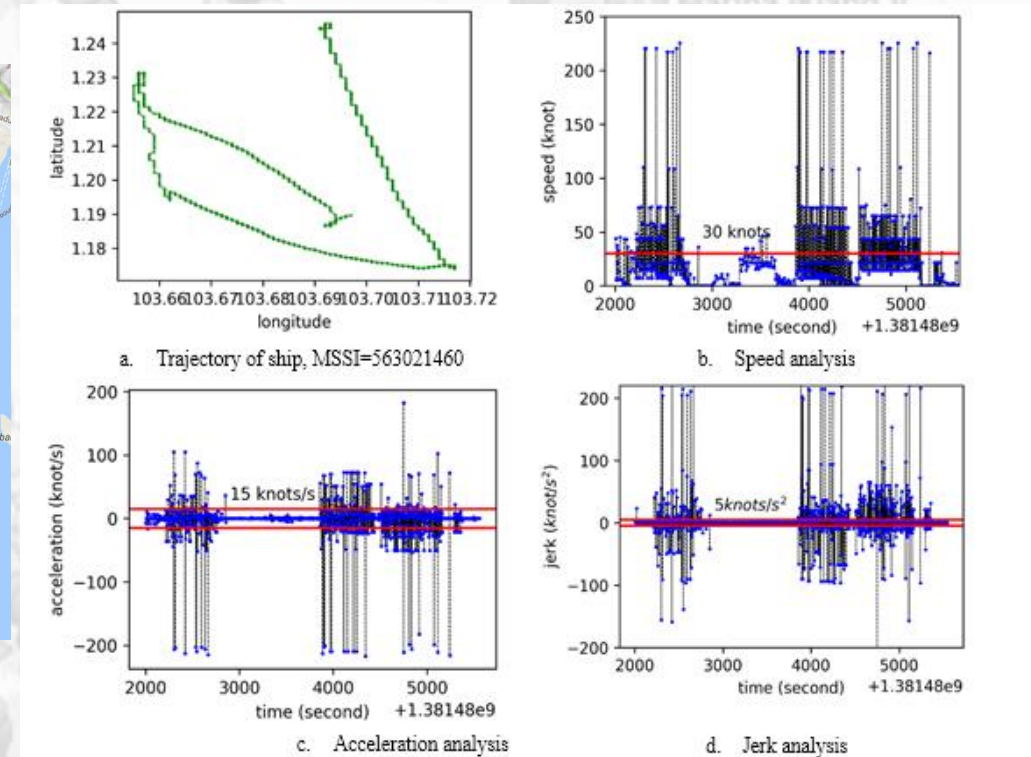 1.24
1.23
1.22
1.21
1.20
1.19
1.18
latitude
103.66103.67103.68103.69103.70103.71103.72
longitude
a. Trajectory of ship, MSSI=563021460
250
200
150
100
50
0
speed (knot)
30 knots
2000 3000 4000 5000
time (second) +1.38148e9
b. Speed analysis
200
100
0
−100
−200
acceleration (knot/s)
15 knots/s
2000 3000 4000 5000
time (second) +1.38148e9
c. Acceleration analysis
200
100
0
−100
−200
jerk (knot/s²)
5knots/s²
2000 3000 4000 5000
time (second) +1.38148e9
d. Jerk analysis